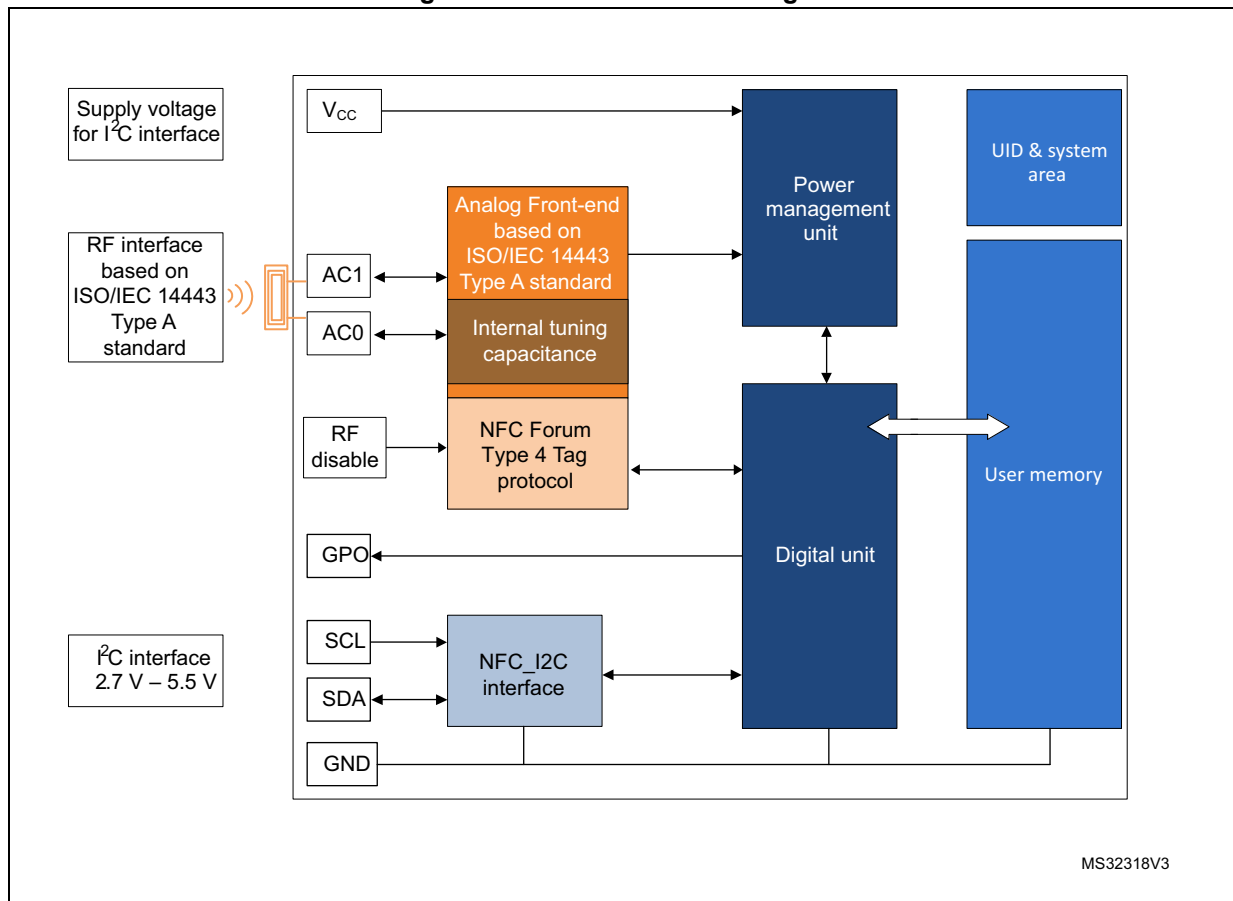 Supply voltage
for I²C interface
RF interface
based on
ISO/IEC 14443
Type A
standard
I²C interface
2.7 V – 5.5 V
VCC
AC1
AC0
RF
disable
GPO
SCL
SDA
GND
Analog Front-end
based on
ISO/IEC 14443
Type A standard
Internal tuning
capacitance
NFC Forum
Type 4 Tag
protocol
NFC_I2C
interface
Power
management
unit
Digital unit
UID & system
area
User memory
MS32318V3